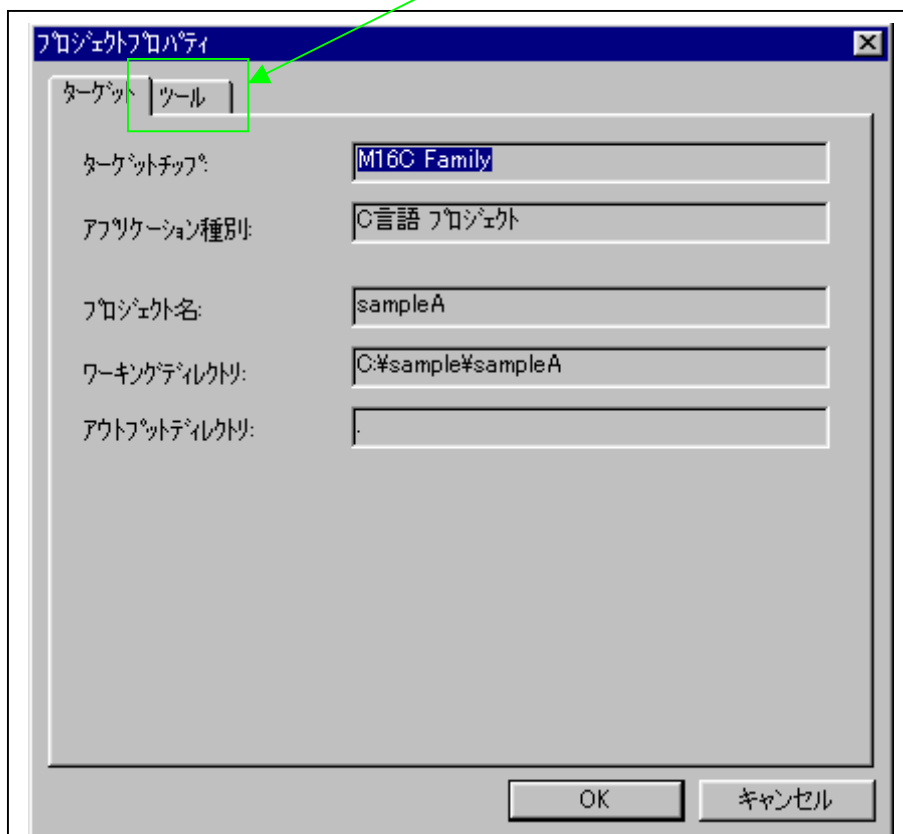 ﾌﾟﾛｼﾞｪｸﾄﾌﾟﾛﾊﾟﾃｨ
ﾀｰｹﾞｯﾄ ﾂｰﾙ
ﾀｰｹﾞｯﾄﾁｯﾌﾟ: M16C Family
ｱﾌﾟﾘｹｰｼｮﾝ種別: C言語 ﾌﾟﾛｼﾞｪｸﾄ
ﾌﾟﾛｼﾞｪｸﾄ名: sampleA
ﾜｰｷﾝｸﾞﾃﾞｨﾚｸﾄﾘ: C:¥sample¥sampleA
ｱｳﾄﾌﾟｯﾄﾃﾞｨﾚｸﾄﾘ: .
OK ｷｬﾝｾﾙ